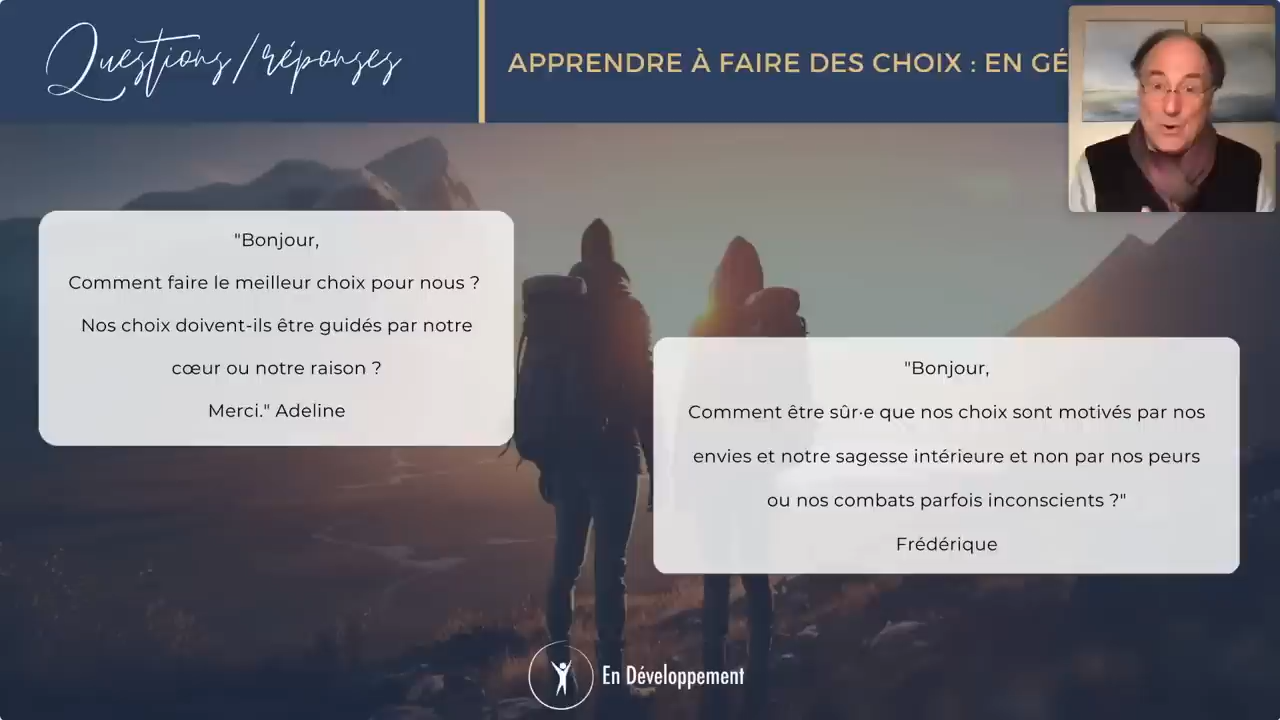 Questions/réponses
APPRENDRE À FAIRE DES CHOIX : EN GÉ
"Bonjour,
Comment faire le meilleur choix pour nous ?
Nos choix doivent-ils être guidés par notre
cœur ou notre raison ?
Merci." Adeline
"Bonjour,
Comment être sûr·e que nos choix sont motivés par nos
envies et notre sagesse intérieure et non par nos peurs
ou nos combats parfois inconscients ?"
Frédérique
En Développement